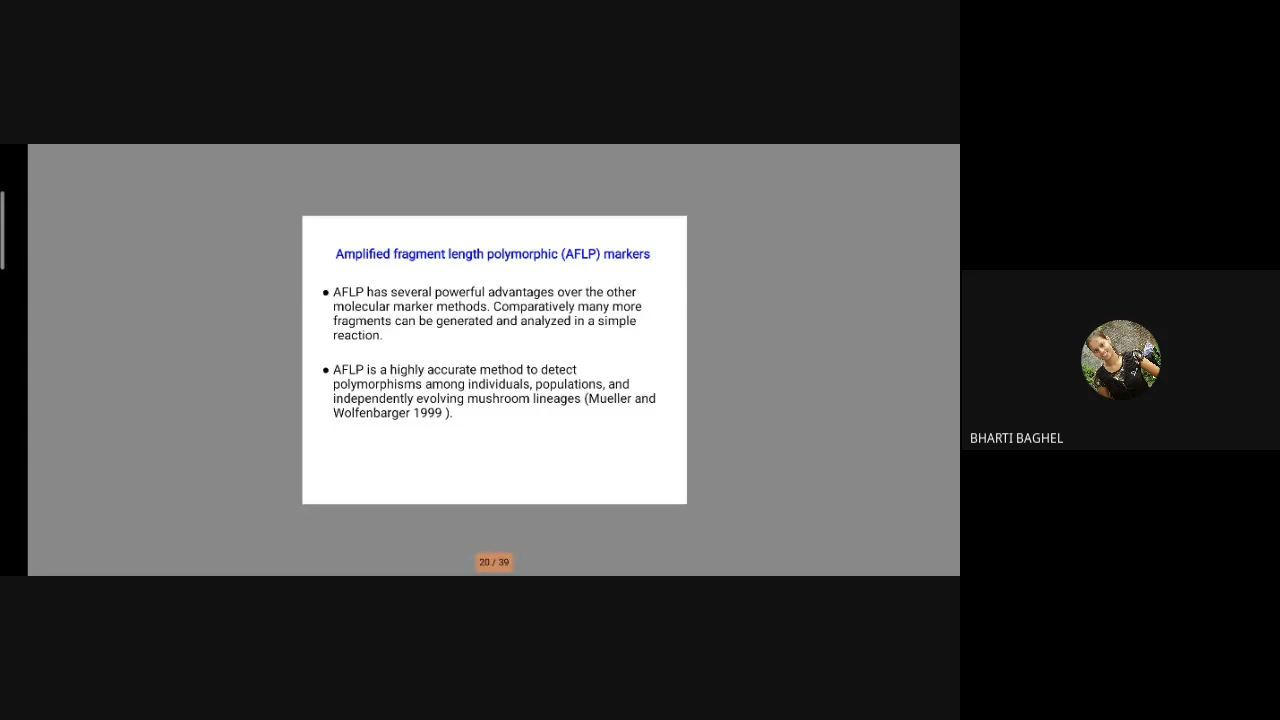 Amplified fragment length polymorphic (AFLP) markers
● AFLP has several powerful advantages over the other
molecular marker methods. Comparatively many more
fragments can be generated and analyzed in a simple
reaction.
● AFLP is a highly accurate method to detect
polymorphisms among individuals, populations, and
independently evolving mushroom lineages (Mueller and
Wolfenbarger 1999 ).
20 / 39
BHARTI BAGHEL